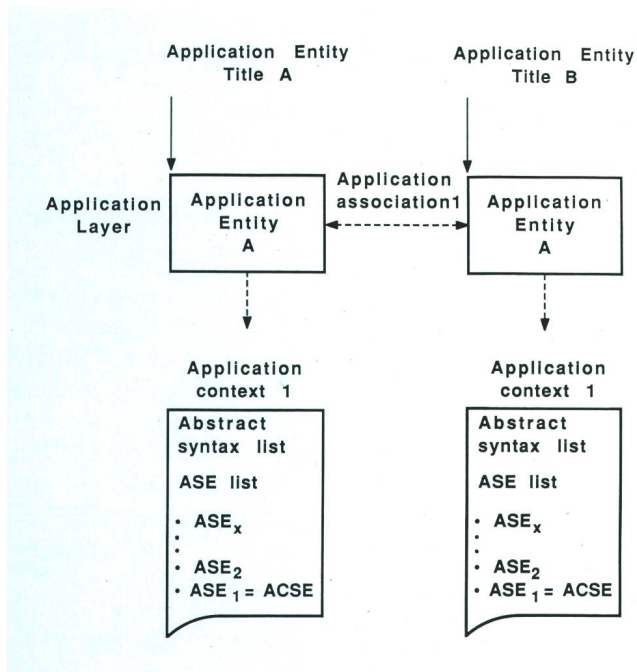 Application Entity
Title A
Application Entity
Title B
Application
Layer
Application
Entity
A
Application
association1
Application
Entity
A
Application
context 1
Abstract
syntax list
ASE list
• ASEx
•
•
• ASE2
• ASE1 = ACSE
Application
context 1
Abstract
syntax list
ASE list
• ASEx
•
•
• ASE2
• ASE1 = ACSE